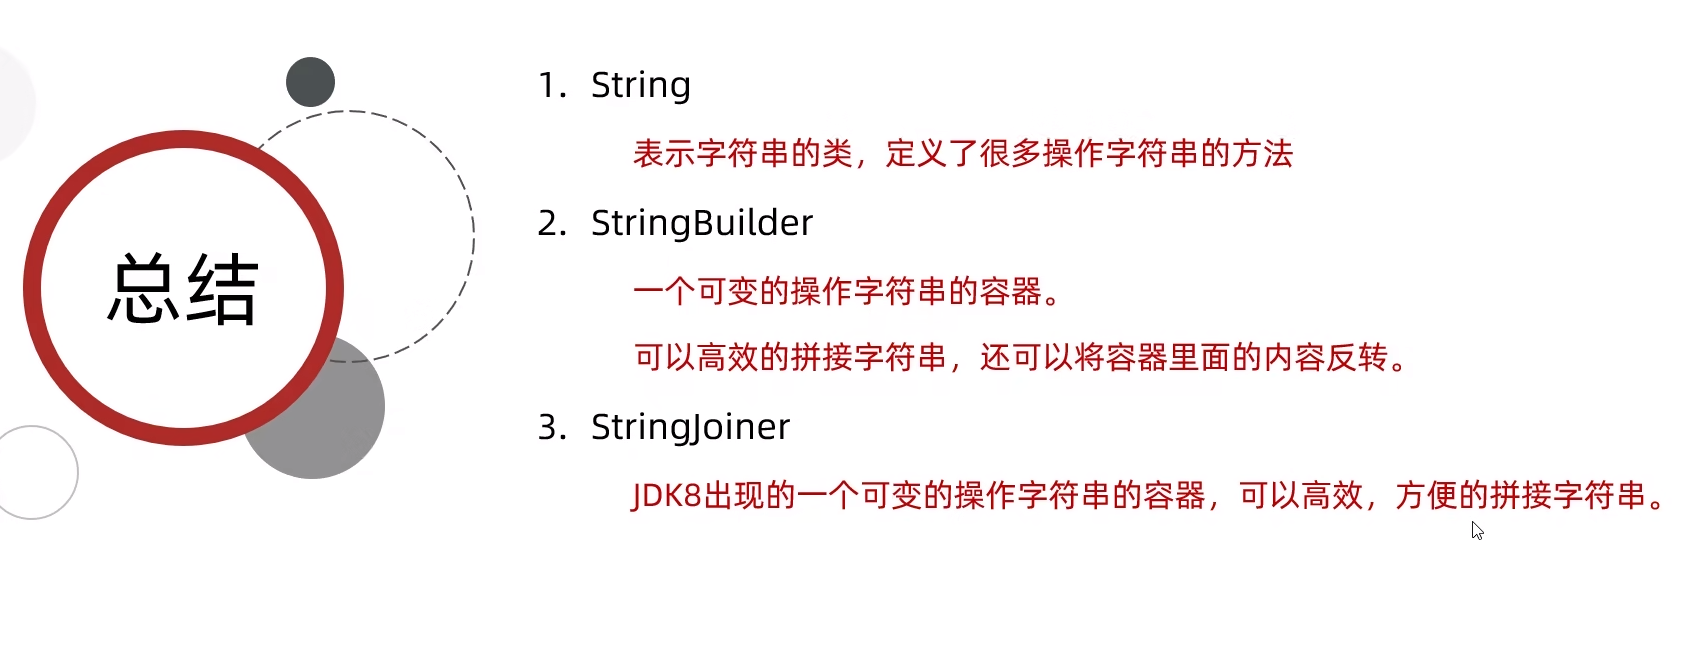 总结
1. String
表示字符串的类，定义了很多操作字符串的方法
2. StringBuilder
一个可变的操作字符串的容器。
可以高效的拼接字符串，还可以将容器里面的内容反转。
3. StringJoiner
JDK8出现的一个可变的操作字符串的容器，可以高效，方便的拼接字符串。